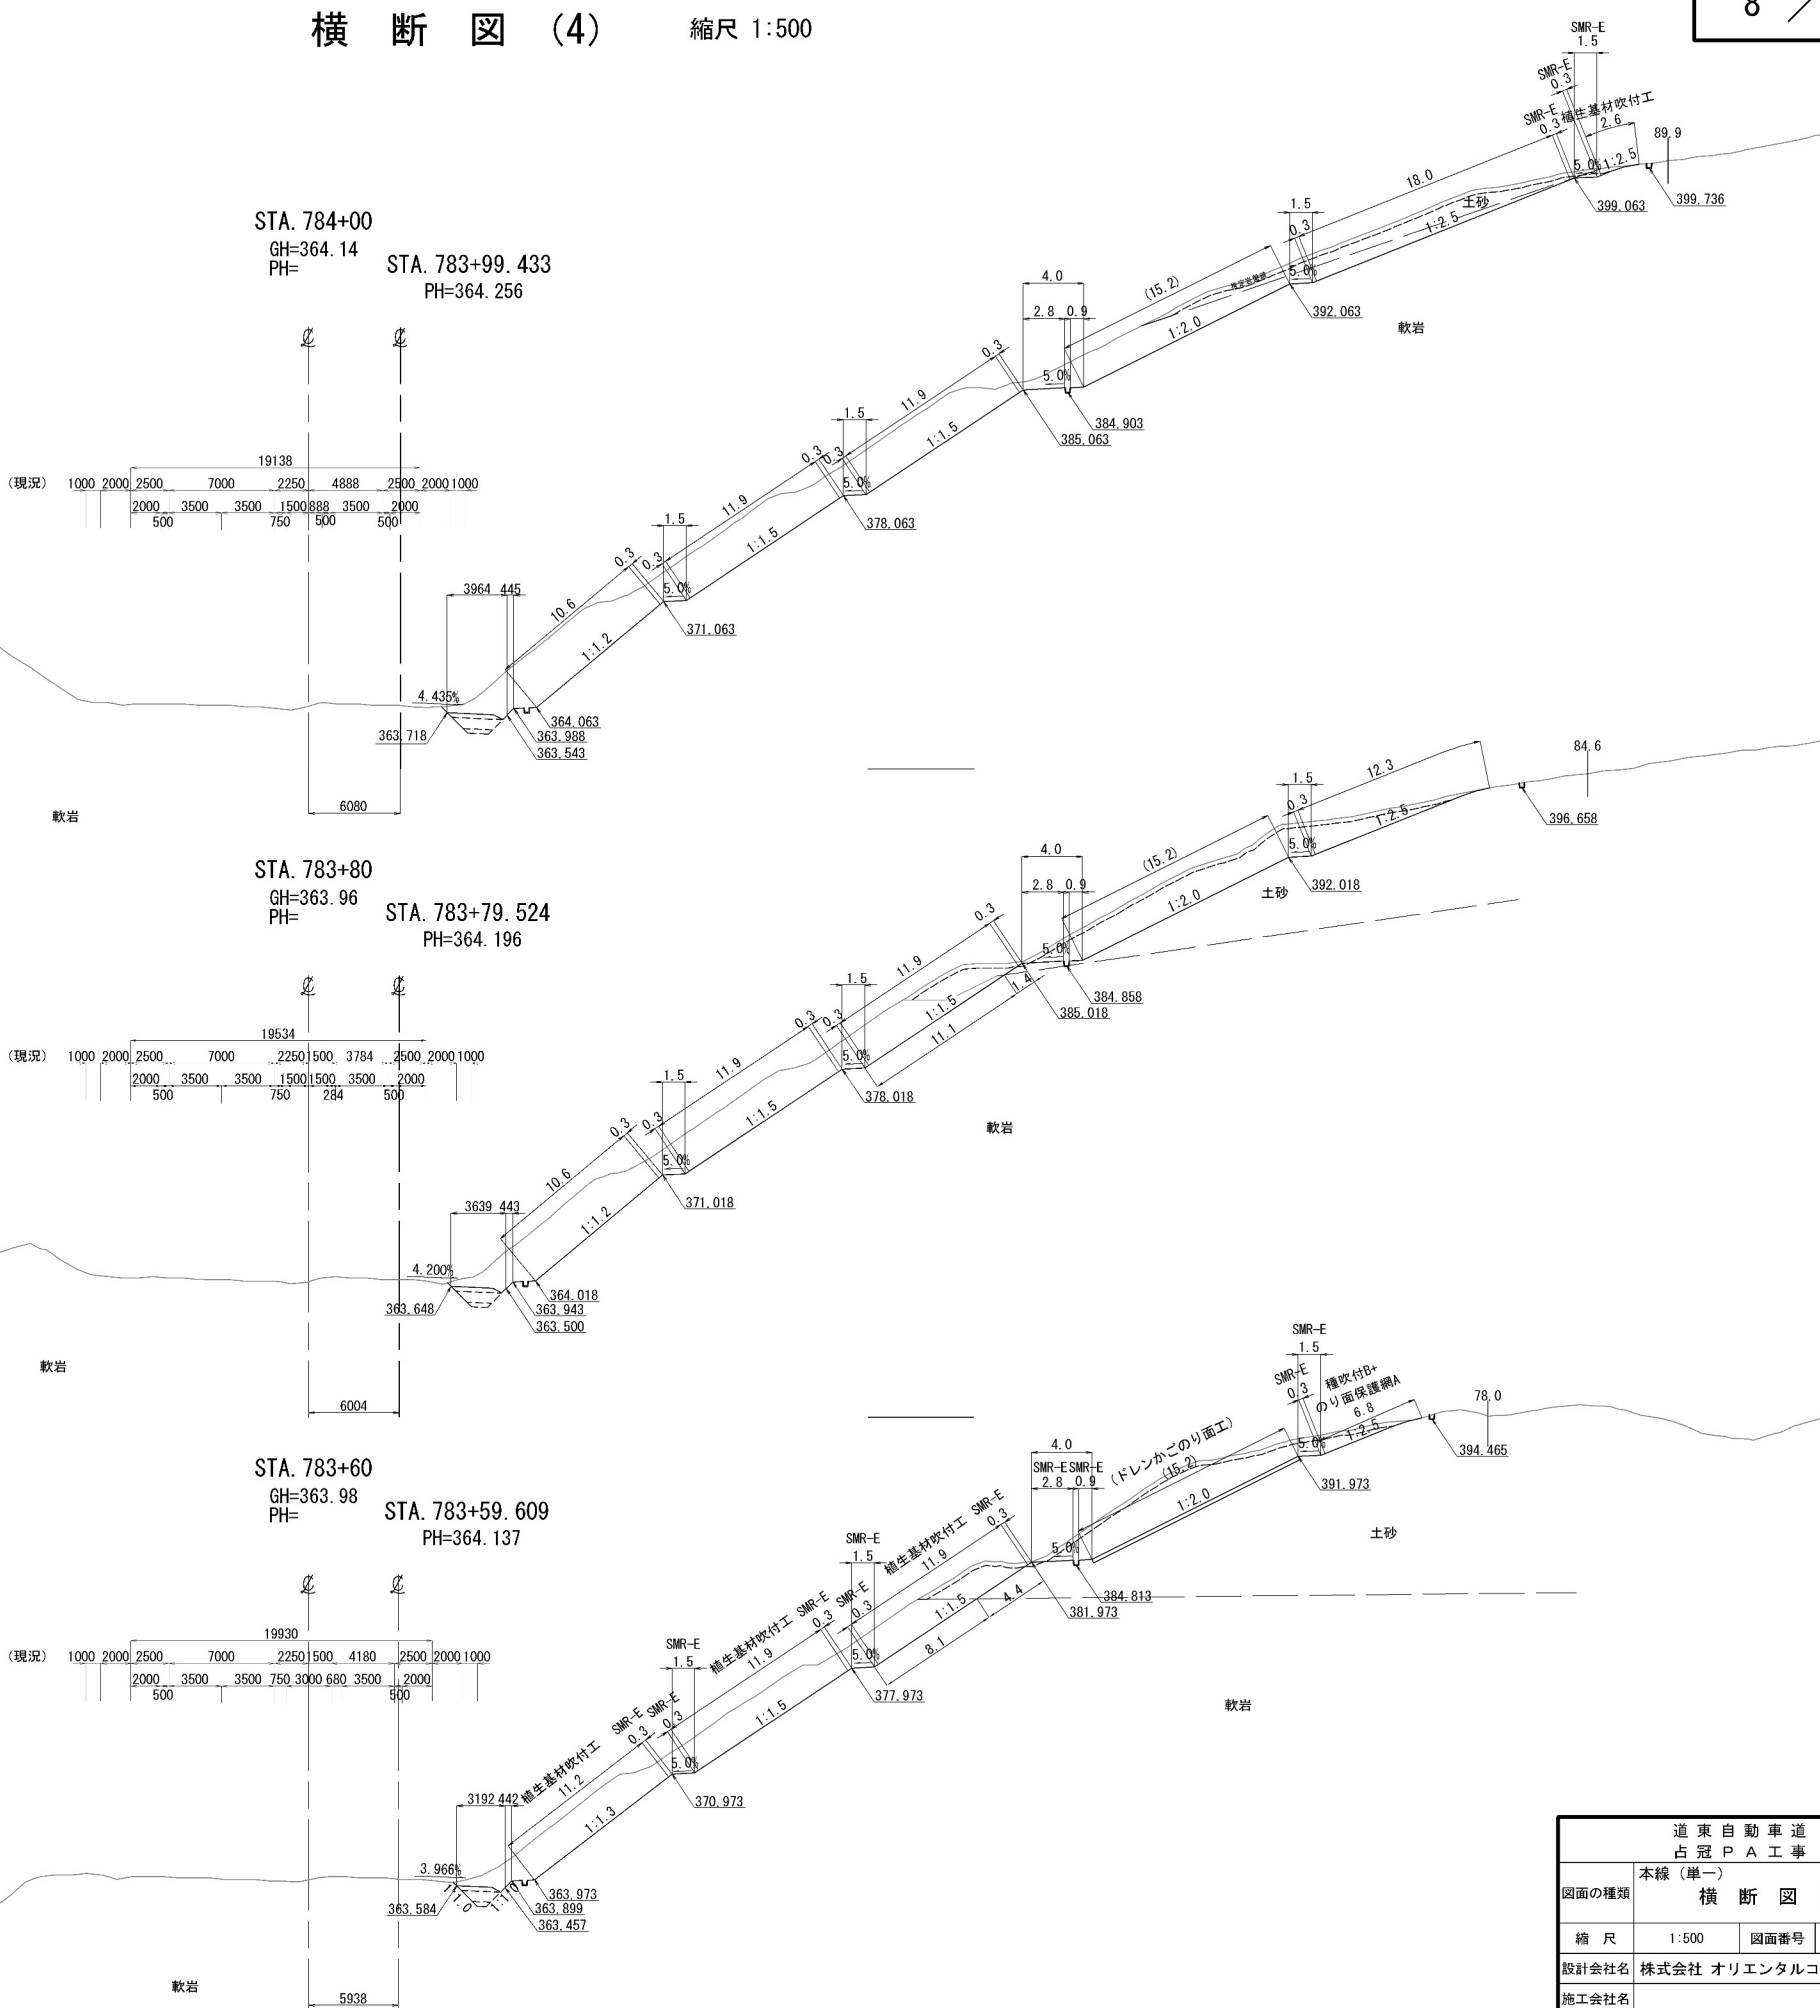 横 断 図 (4)
縮尺 1:500
8 ／
STA. 784+00
GH=364.14
PH=
STA. 783+99.433
PH=364.256
（現況）
19138
1000 2000 2500 7000 2250 4888 2500 2000 1000
2000 3500 3500 1500 888 3500 2000
500 750 500 500
6080
軟岩
3964 445
4.435%
363.718
364.063
363.988
363.543
10.6
1:1.2
0.3
0.3
1.5
5.0%
371.063
11.9
1:1.5
0.3
0.3
1.5
5.0%
378.063
11.9
1:1.5
0.3
4.0
2.8 0.9
5.0%
384.903
385.063
(15.2)
1:2.0
推定岩盤線
1.5
0.3
5.0%
392.063
軟岩
18.0
土砂
1:2.5
SMR-E
1.5
SMR-E
0.3
SMR-E
0.3
植生基材吹付工
2.6
5.0%
1:2.5
89.9
399.063
399.736
STA. 783+80
GH=363.96
PH=
STA. 783+79.524
PH=364.196
（現況）
19534
1000 2000 2500 7000 2250 1500 3784 2500 2000 1000
2000 3500 3500 1500 1500 3500 2000
500 750 284 500
6004
軟岩
3639 443
4.200%
363.648
364.018
363.943
363.500
10.6
1:1.2
0.3
0.3
1.5
5.0%
371.018
11.9
1:1.5
0.3
0.3
1.5
5.0%
378.018
11.9
1:1.5
11.1
1.4
0.3
4.0
2.8 0.9
5.0%
384.858
385.018
軟岩
(15.2)
1:2.0
土砂
1.5
0.3
5.0%
392.018
12.3
1:2.5
84.6
396.658
STA. 783+60
GH=363.98
PH=
STA. 783+59.609
PH=364.137
（現況）
19930
1000 2000 2500 7000 2250 1500 4180 2500 2000 1000
2000 3500 3500 750 3000 680 3500 2000
500 500
5938
軟岩
3192 442
3.966%
363.584
1:1.0
1:1.0
363.973
363.899
363.457
植生基材吹付工
11.2
1:1.3
SMR-E
0.3
SMR-E
0.3
SMR-E
1.5
5.0%
370.973
植生基材吹付工
11.9
1:1.5
SMR-E
0.3
SMR-E
0.3
SMR-E
1.5
5.0%
377.973
植生基材吹付工
11.9
1:1.5
8.1
4.4
SMR-E
0.3
4.0
SMR-E SMR-E
2.8 0.9
5.0%
384.813
381.973
（ドレンかごのり面工）
(15.2)
1:2.0
SMR-E
1.5
SMR-E
0.3
5.0%
391.973
種吹付B+
のり面保護網A
6.8
1:2.5
78.0
394.465
土砂
軟岩
道東自動車道
占冠ＰＡ工事
図面の種類
本線（単一）
横 断 図
縮 尺 1:500 図面番号
設計会社名 株式会社 オリエンタルコ
施工会社名